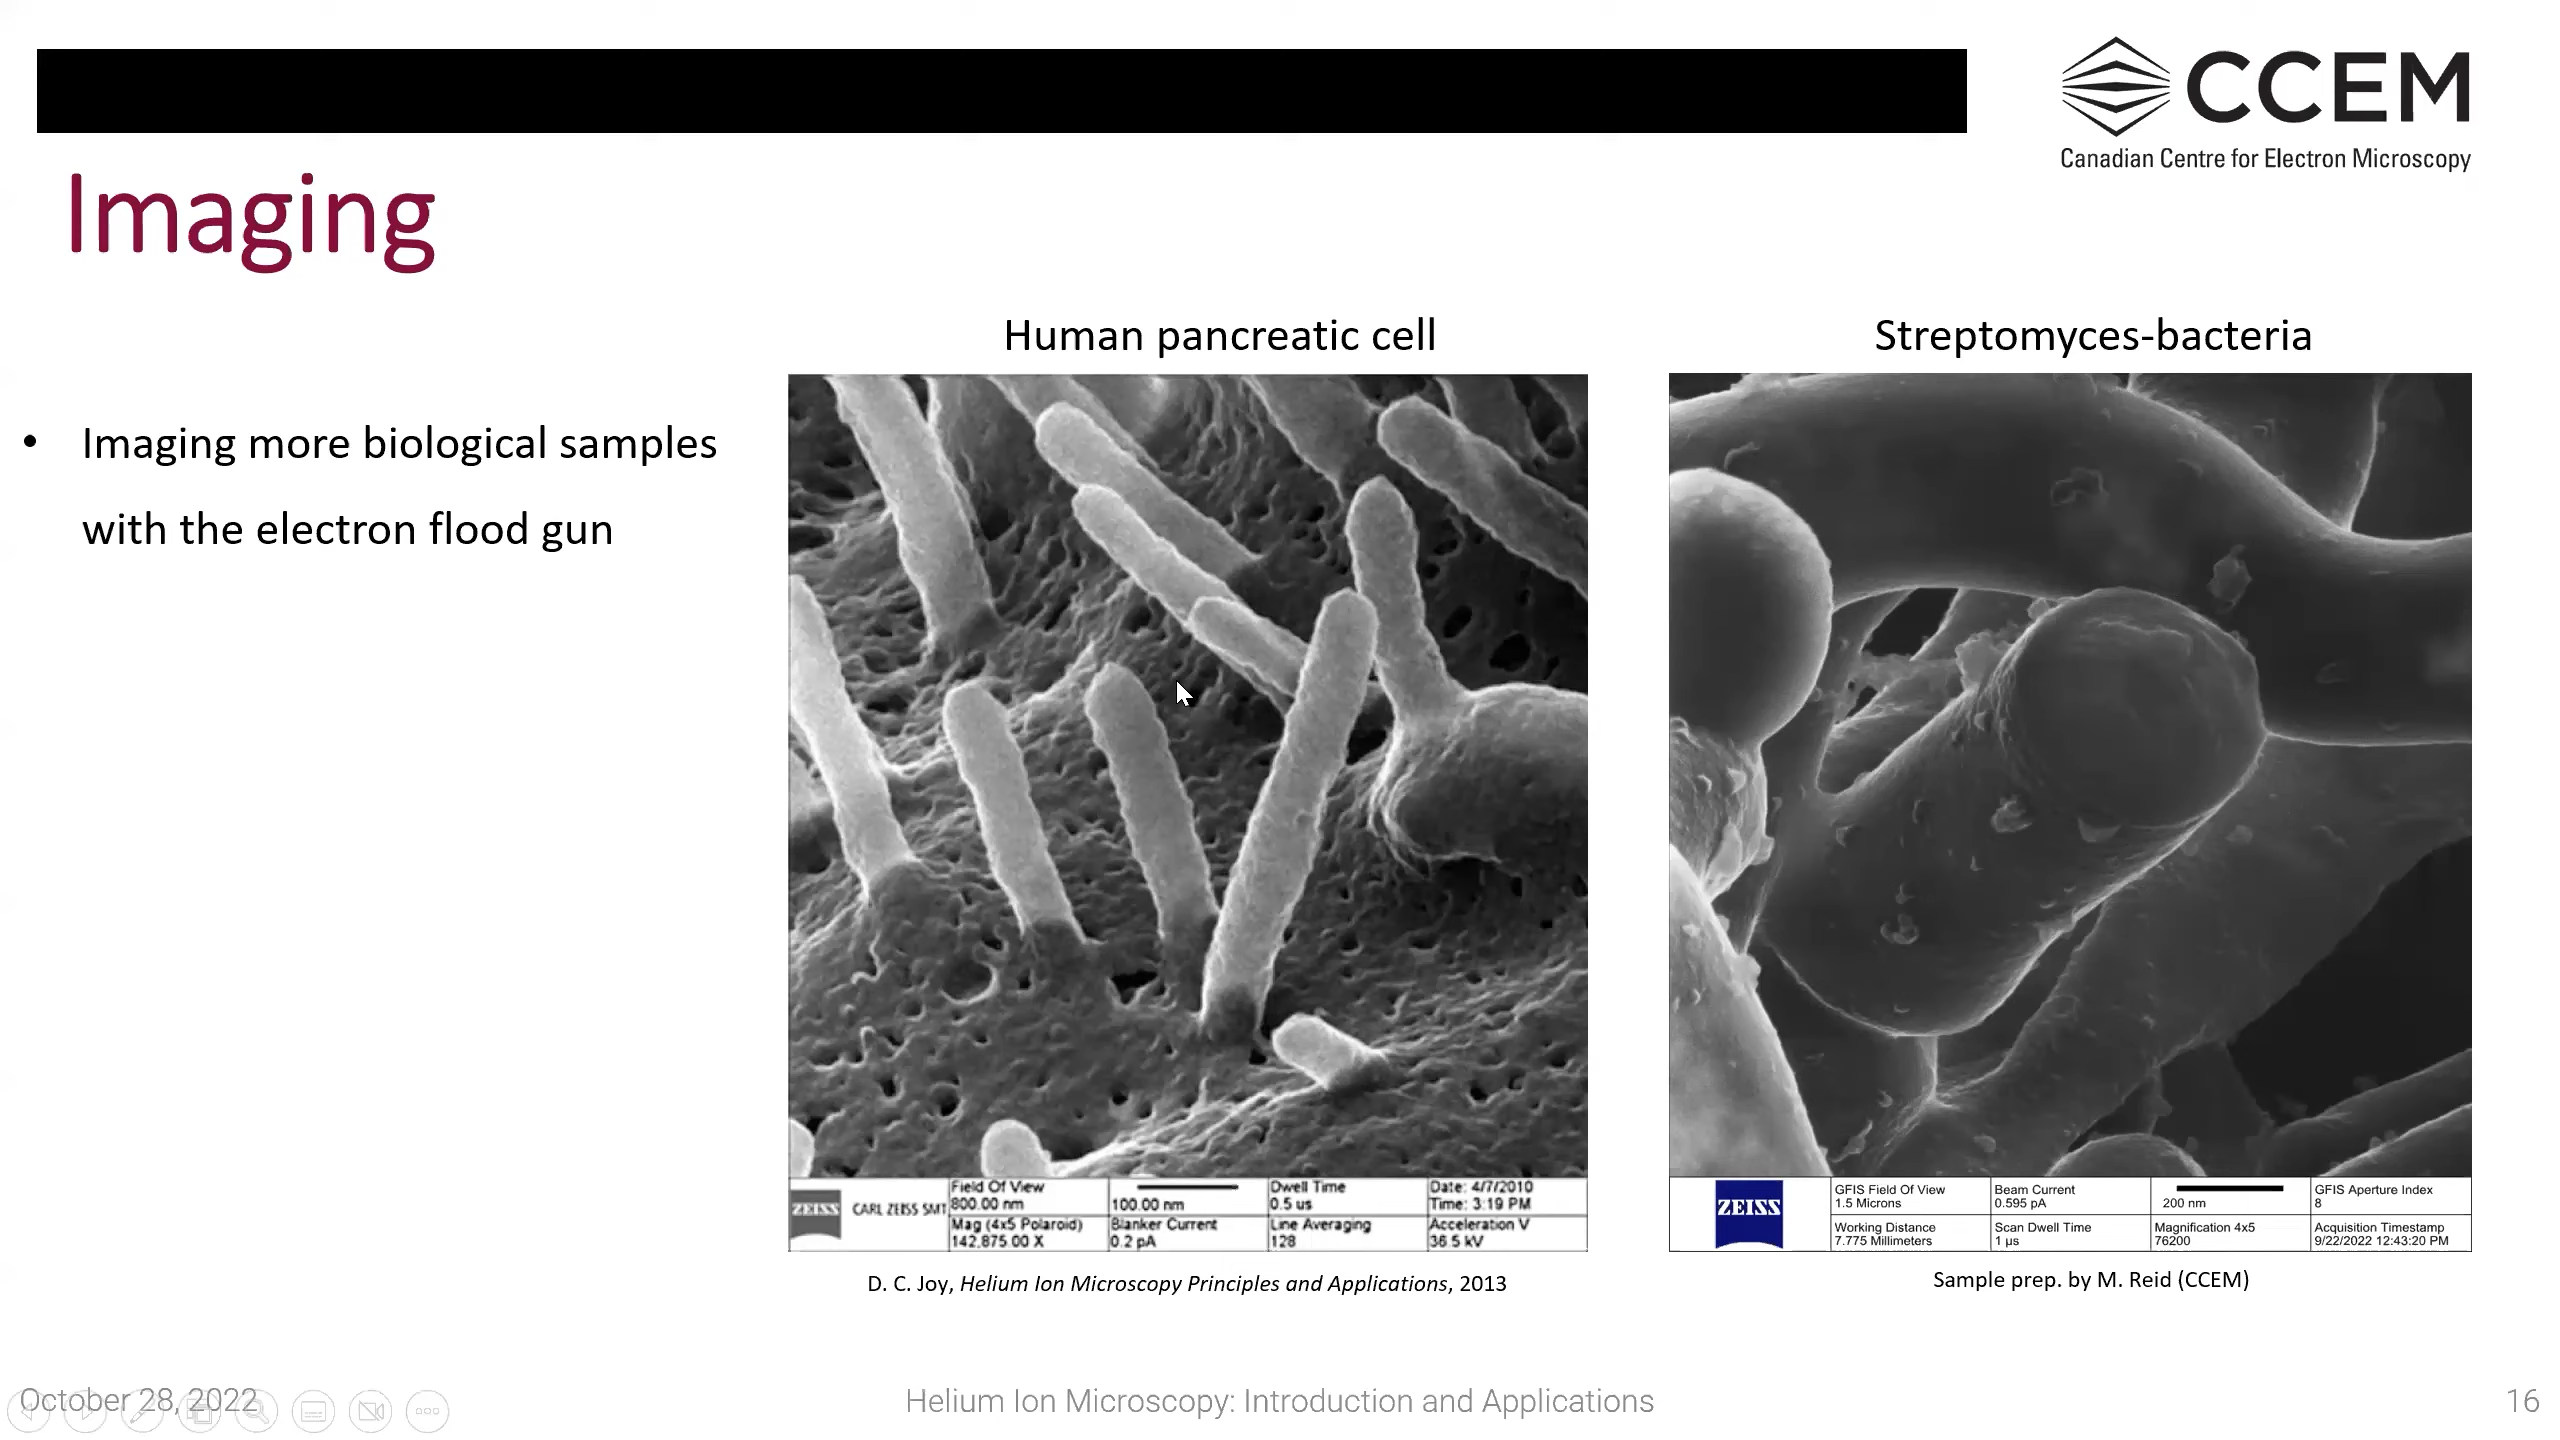 CCEM
Canadian Centre for Electron Microscopy
Imaging
• Imaging more biological samples
with the electron flood gun
Human pancreatic cell
ZEISS
CARL ZEISS SMT
Field Of View
800.00 nm
100.00 nm
Dwell Time
0.5 us
Date: 4/7/2010
Time: 3:19 PM
Mag (4x5 Polaroid)
142,875.00 X
Blanker Current
0.2 pA
Line Averaging
128
Acceleration V
36.5 kV
D. C. Joy, Helium Ion Microscopy Principles and Applications, 2013
Streptomyces-bacteria
ZEISS
GFIS Field Of View
1.5 Microns
Beam Current
0.595 pA
200 nm
GFIS Aperture Index
8
Working Distance
7.775 Millimeters
Scan Dwell Time
1 µs
Magnification 4x5
76200
Acquisition Timestamp
9/22/2022 12:43:20 PM
Sample prep. by M. Reid (CCEM)
October 28, 2022
Helium Ion Microscopy: Introduction and Applications
16